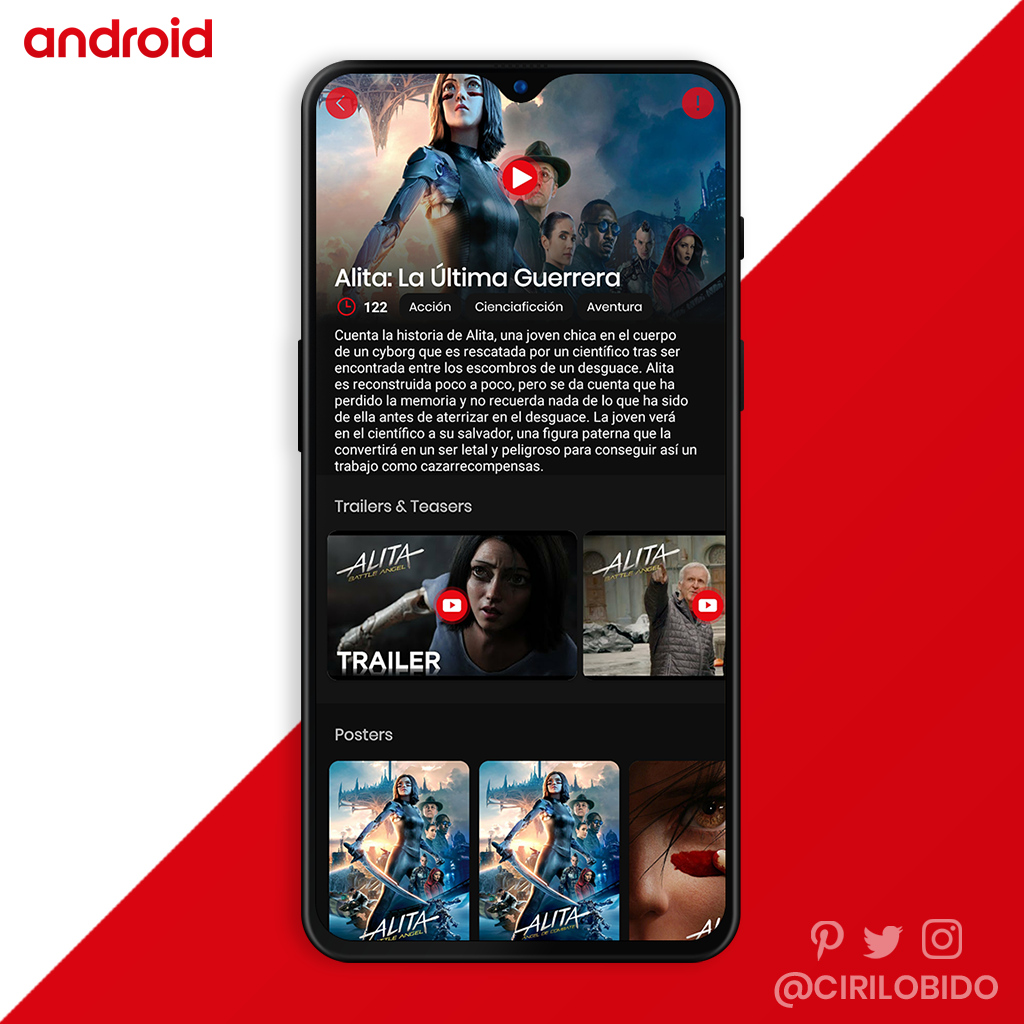 android
Alita: La Última Guerrera
122 Acción Cienciaficción Aventura
Cuenta la historia de Alita, una joven chica en el cuerpo
de un cyborg que es rescatada por un científico tras ser
encontrada entre los escombros de un desguace. Alita
es reconstruida poco a poco, pero se da cuenta que ha
perdido la memoria y no recuerda nada de lo que ha sido
de ella antes de aterrizar en el desguace. La joven verá
en el científico a su salvador, una figura paterna que la
convertirá en un ser letal y peligroso para conseguir así un
trabajo como cazarrecompensas.
Trailers & Teasers
ALITA
BATTLE ANGEL
TRAILER
ALITA
BATTLE ANGEL
Posters
ALITA
BATTLE ANGEL
ALITA
ÁNGEL DE COMBATE
@CIRILOBIDO